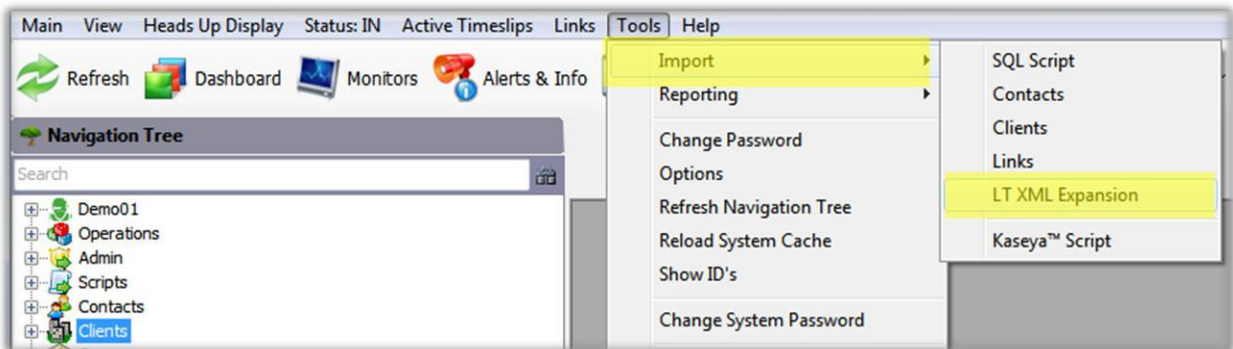 Main View Heads Up Display Status: IN Active Timeslips Links Tools Help
Refresh Dashboard Monitors Alerts & Info
Navigation Tree
Search
Demo01
Operations
Admin
Scripts
Contacts
Clients
Import
Reporting
Change Password
Options
Refresh Navigation Tree
Reload System Cache
Show ID's
Change System Password
SQL Script
Contacts
Clients
Links
LT XML Expansion
Kaseya™ Script